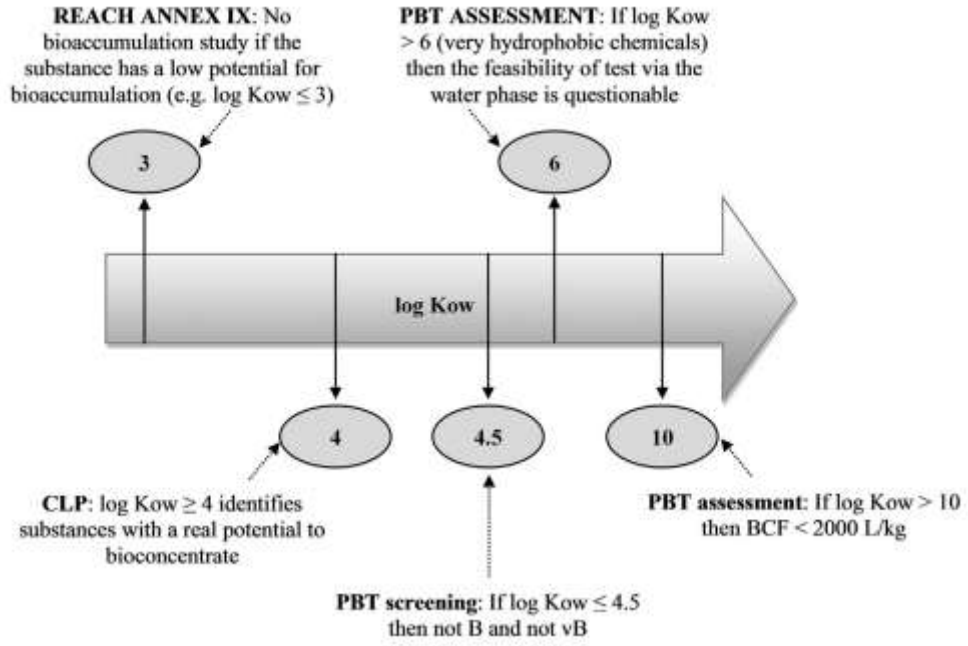 REACH ANNEX IX: No
bioaccumulation study if the
substance has a low potential for
bioaccumulation (e.g. log Kow ≤ 3)
PBT ASSESSMENT: If log Kow
> 6 (very hydrophobic chemicals)
then the feasibility of test via the
water phase is questionable
3
6
log Kow
4
4.5
10
CLP: log Kow ≥ 4 identifies
substances with a real potential to
bioconcentrate
PBT assessment: If log Kow > 10
then BCF < 2000 L/kg
PBT screening: If log Kow ≤ 4.5
then not B and not vB